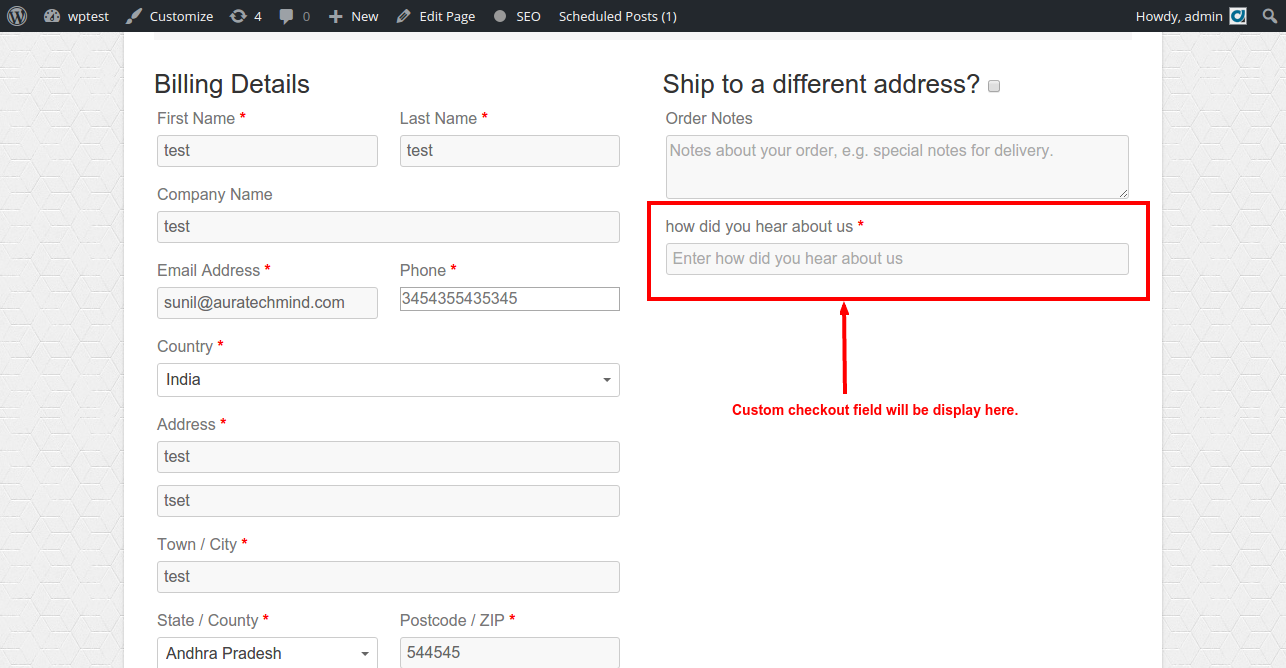 wptest Customize 4 0 New Edit Page SEO Scheduled Posts (1) Howdy, admin
Billing Details
First Name * Last Name *
test test
Company Name
test
Email Address * Phone *
sunil@auratechmind.com 3454355435345
Country *
India
Address *
test
tset
Town / City *
test
State / County * Postcode / ZIP *
Andhra Pradesh 544545
Ship to a different address?
Order Notes
Notes about your order, e.g. special notes for delivery.
how did you hear about us *
Enter how did you hear about us
Custom checkout field will be display here.